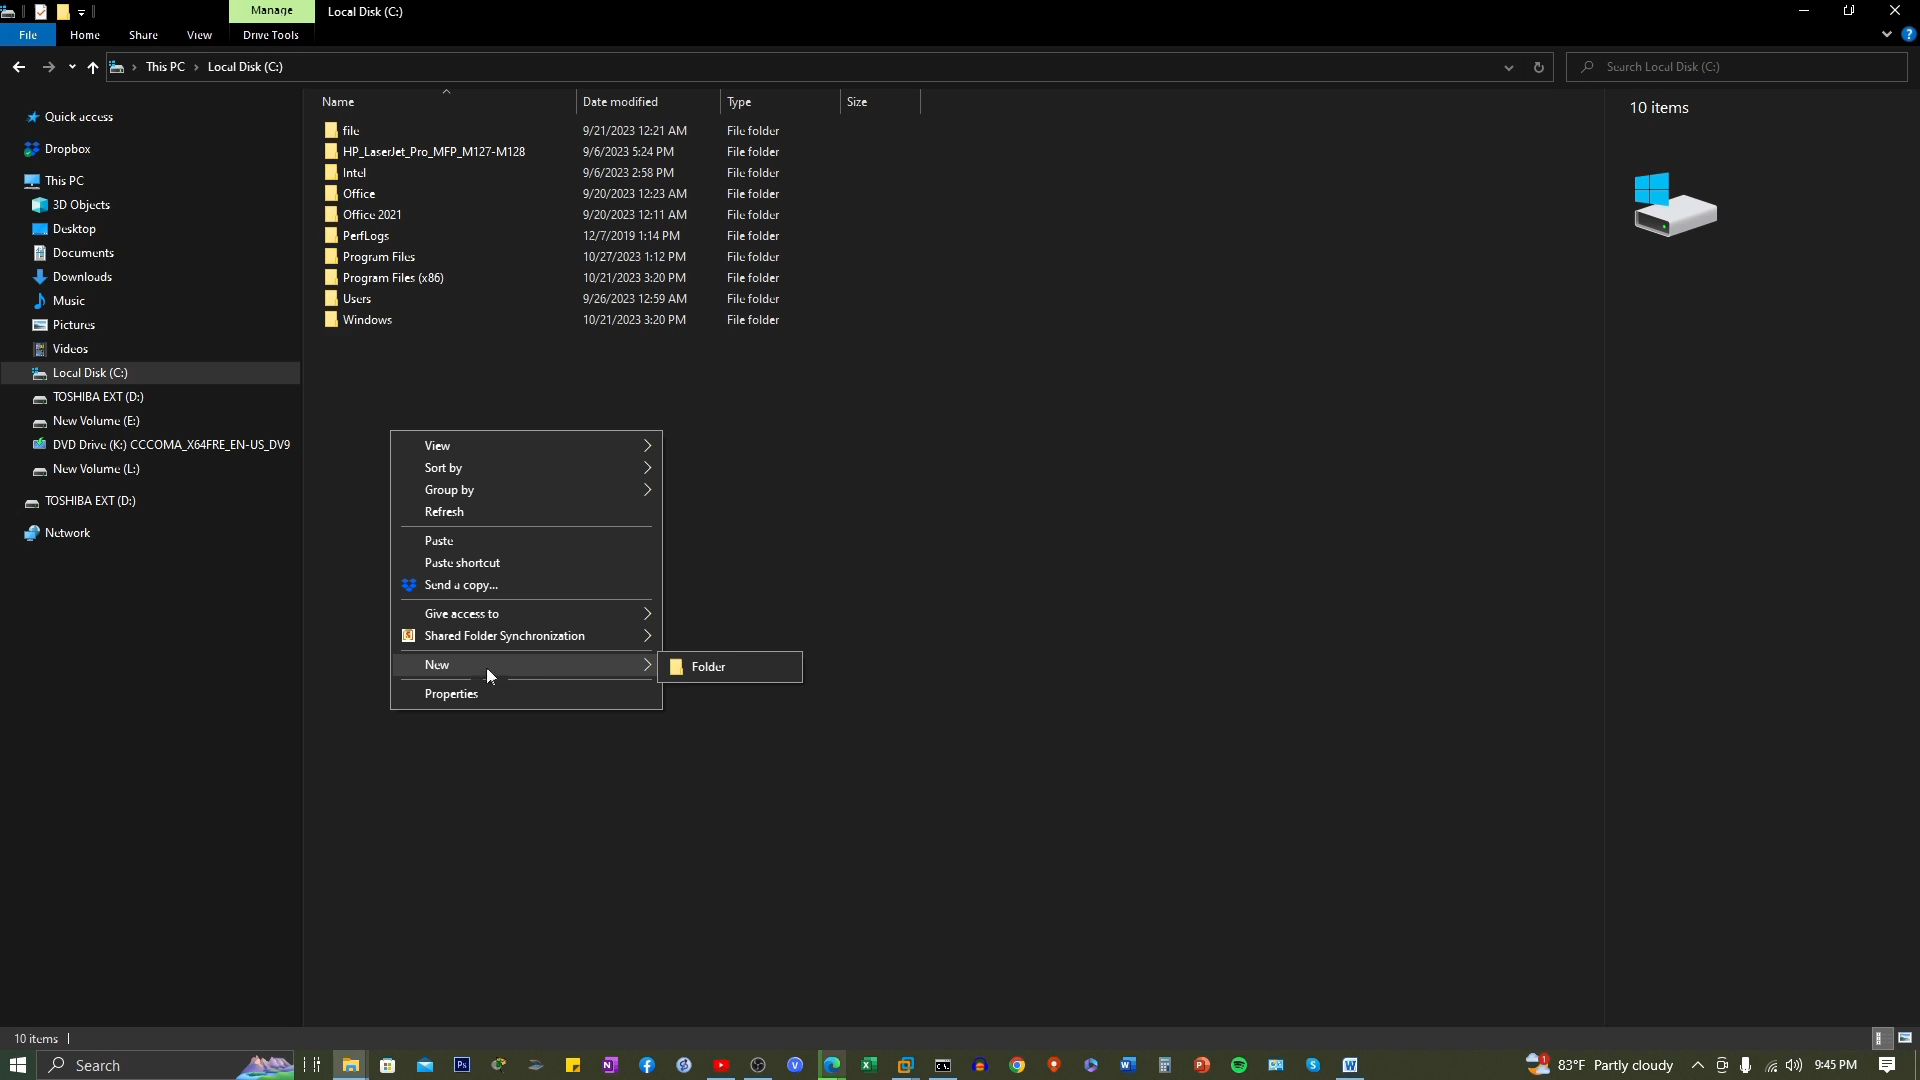 Manage Local Disk (C:)
File Home Share View Drive Tools
This PC Local Disk (C:) Search Local Disk (C:)
Quick access
Dropbox
This PC
3D Objects
Desktop
Documents
Downloads
Music
Pictures
Videos
Local Disk (C:)
TOSHIBA EXT (D:)
New Volume (E:)
DVD Drive (K:) CCCOMA_X64FRE_EN-US_DV9
New Volume (L:)
TOSHIBA EXT (D:)
Network
Name Date modified Type Size
file 9/21/2023 12:21 AM File folder
HP_LaserJet_Pro_MFP_M127-M128 9/6/2023 5:24 PM File folder
Intel 9/6/2023 2:58 PM File folder
Office 9/20/2023 12:23 AM File folder
Office 2021 9/20/2023 12:11 AM File folder
PerfLogs 12/7/2019 1:14 PM File folder
Program Files 10/27/2023 1:12 PM File folder
Program Files (x86) 10/21/2023 3:20 PM File folder
Users 9/26/2023 12:59 AM File folder
Windows 10/21/2023 3:20 PM File folder
View
Sort by
Group by
Refresh
Paste
Paste shortcut
Send a copy...
Give access to
Shared Folder Synchronization
New
Folder
Properties
10 items
10 items
Search 83°F Partly cloudy 9:45 PM